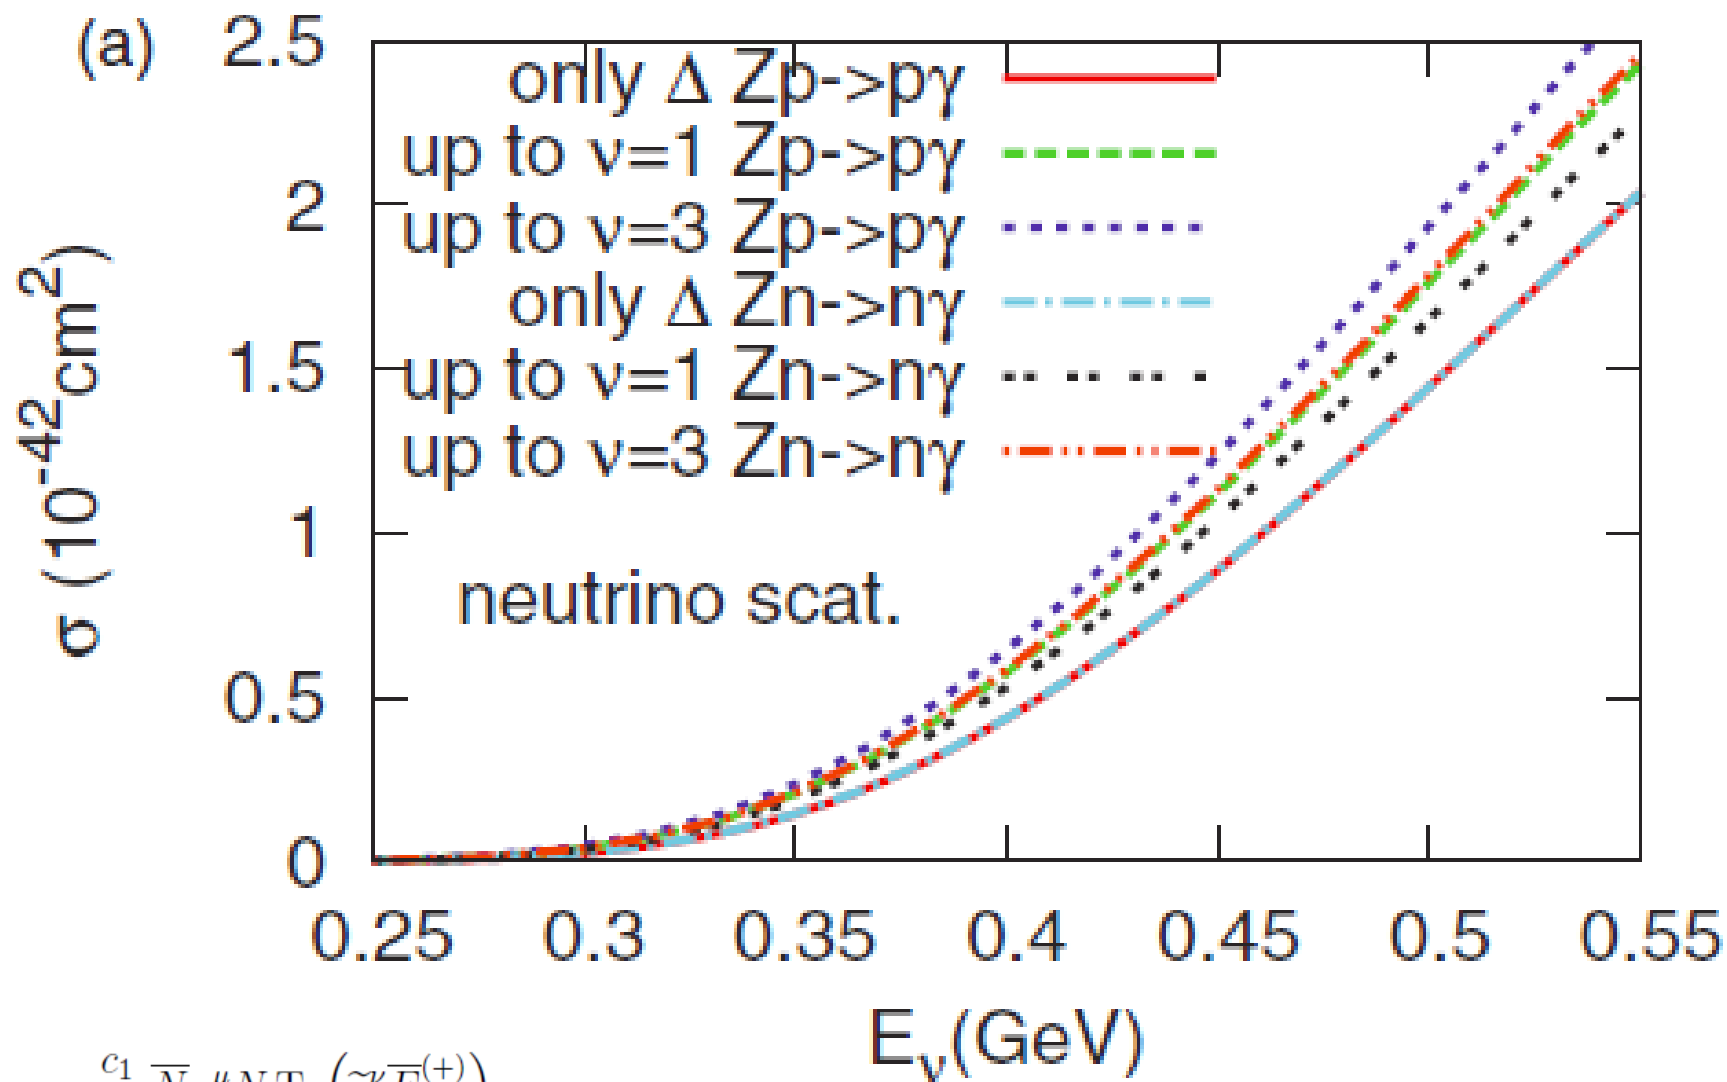 (a)
2.5
2
1.5
1
0.5
0
σ (10⁻⁴²cm²)
only Δ Zp->pγ
up to ν=1 Zp->pγ
up to ν=3 Zp->pγ
only Δ Zn->nγ
up to ν=1 Zn->nγ
up to ν=3 Zn->nγ
neutrino scat.
0.25 0.3 0.35 0.4 0.45 0.5 0.55
E_ν(GeV)